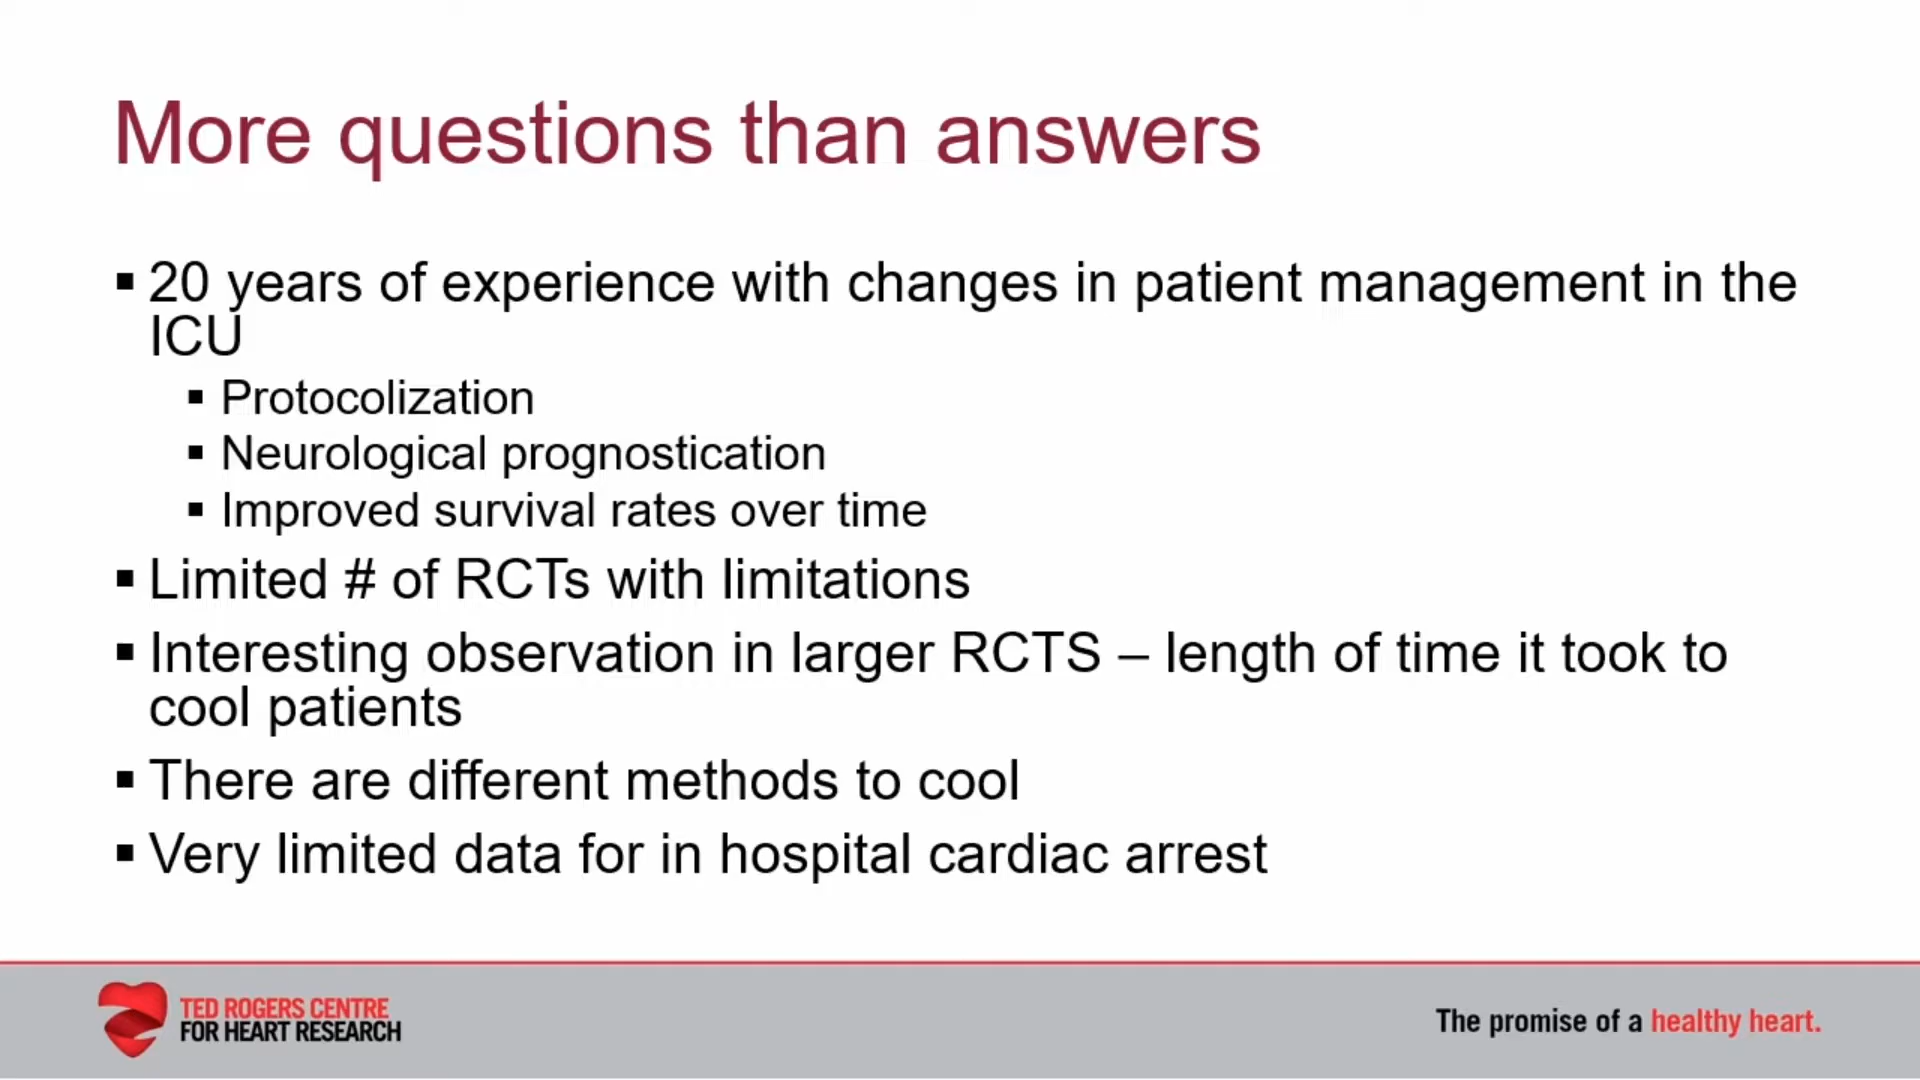 More questions than answers
▪ 20 years of experience with changes in patient management in the
ICU
▪ Protocolization
▪ Neurological prognostication
▪ Improved survival rates over time
▪ Limited # of RCTs with limitations
▪ Interesting observation in larger RCTS – length of time it took to
cool patients
▪ There are different methods to cool
▪ Very limited data for in hospital cardiac arrest
TED ROGERS CENTRE
FOR HEART RESEARCH
The promise of a healthy heart.